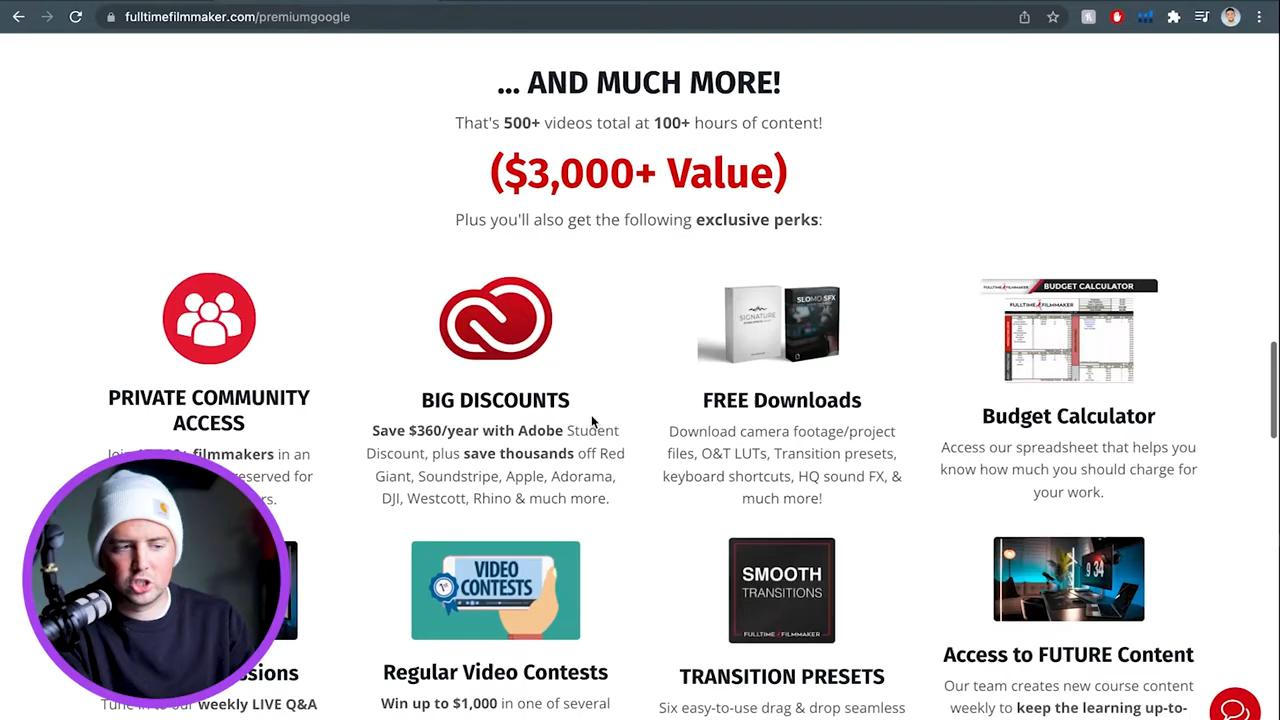 fulltimefilmmaker.com/premiumgoogle
... AND MUCH MORE!
That's 500+ videos total at 100+ hours of content!
($3,000+ Value)
Plus you'll also get the following exclusive perks:
SIGNATURE
SLOMO SFX
FULLTIME FILMMAKER
BUDGET CALCULATOR
FULLTIME FILMMAKER
PRIVATE COMMUNITY
ACCESS
filmmakers in an
reserved for
BIG DISCOUNTS
Save $360/year with Adobe Student
Discount, plus save thousands off Red
Giant, Soundstripe, Apple, Adorama,
DJI, Westcott, Rhino & much more.
FREE Downloads
Download camera footage/project
files, O&T LUTs, Transition presets,
keyboard shortcuts, HQ sound FX, &
much more!
Budget Calculator
Access our spreadsheet that helps you
know how much you should charge for
your work.
VIDEO
CONTESTS
SMOOTH
TRANSITIONS
FULLTIME FILMMAKER
9 34
weekly LIVE Q&A
Regular Video Contests
Win up to $1,000 in one of several
TRANSITION PRESETS
Six easy-to-use drag & drop seamless
Access to FUTURE Content
Our team creates new course content
weekly to keep the learning up-to-